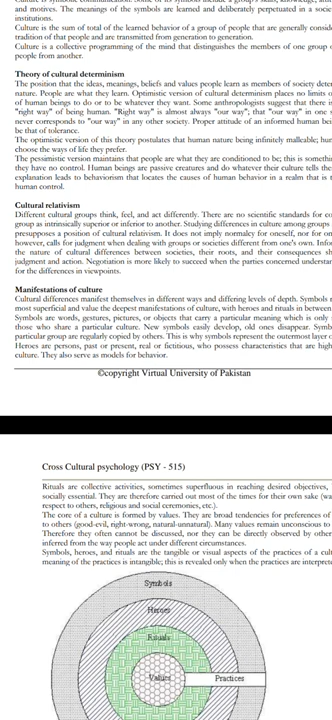 Culture is symbolic communication. Some of its symbols include a group's skills, knowledge,
and motives. The meanings of the symbols are learned and deliberately perpetuated in a socie
institutions.
Culture is the sum of total of the learned behavior of a group of people that are generally conside
tradition of that people and are transmitted from generation to generation.
Culture is a collective programming of the mind that distinguishes the members of one group o
people from another.
Theory of cultural determinism
The position that the ideas, meanings, beliefs and values people learn as members of society deter
nature. People are what they learn. Optimistic version of cultural determinism places no limits o
of human beings to do or to be whatever they want. Some anthropologists suggest that there is
"right way" of being human. "Right way" is almost always "our way"; that "our way" in one s
never corresponds to "our way" in any other society. Proper attitude of an informed human bei
be that of tolerance.
The optimistic version of this theory postulates that human nature being infinitely malleable; hur
choose the ways of life they prefer.
The pessimistic version maintains that people are what they are conditioned to be; this is somethi
they have no control. Human beings are passive creatures and do whatever their culture tells the
explanation leads to behaviorism that locates the causes of human behavior in a realm that is t
human control.
Cultural relativism
Different cultural groups think, feel, and act differently. There are no scientific standards for co
group as intrinsically superior or inferior to another. Studying differences in culture among groups
presupposes a position of cultural relativism. It does not imply normalcy for oneself, nor for on
however, calls for judgment when dealing with groups or societies different from one's own. Info
the nature of cultural differences between societies, their roots, and their consequences sh
judgment and action. Negotiation is more likely to succeed when the parties concerned understar
for the differences in viewpoints.
Manifestations of culture
Cultural differences manifest themselves in different ways and differing levels of depth. Symbols r
most superficial and value the deepest manifestations of culture, with heroes and rituals in between
Symbols are words, gestures, pictures, or objects that carry a particular meaning which is only
those who share a particular culture. New symbols easily develop, old ones disappear. Symb
particular group are regularly copied by others. This is why symbols represent the outermost layer o
Heroes are persons, past or present, real or fictitious, who possess characteristics that are high
culture. They also serve as models for behavior.
©copyright Virtual University of Pakistan
Cross Cultural psychology (PSY - 515)
Rituals are collective activities, sometimes superfluous in reaching desired objectives,
socially essential. They are therefore carried out most of the times for their own sake (wa
respect to others, religious and social ceremonies, etc.).
The core of a culture is formed by values. They are broad tendencies for preferences of
to others (good-evil, right-wrong, natural-unnatural). Many values remain unconscious to
Therefore they often cannot be discussed, nor they can be directly observed by other
inferred from the way people act under different circumstances.
Symbols, heroes, and rituals are the tangible or visual aspects of the practices of a cult
meaning of the practices is intangible; this is revealed only when the practices are interprete
Symbols
Heroes
Rituals
Values
Practices